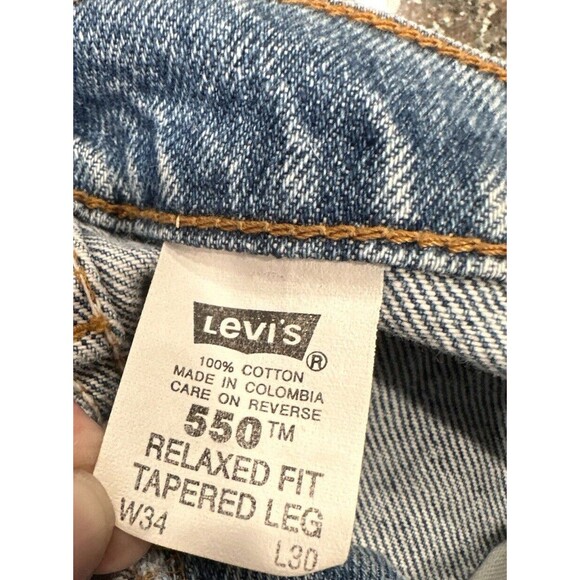 Levi's®
100% COTTON
MADE IN COLOMBIA
CARE ON REVERSE
550™
RELAXED FIT
TAPERED LEG
W34 L30